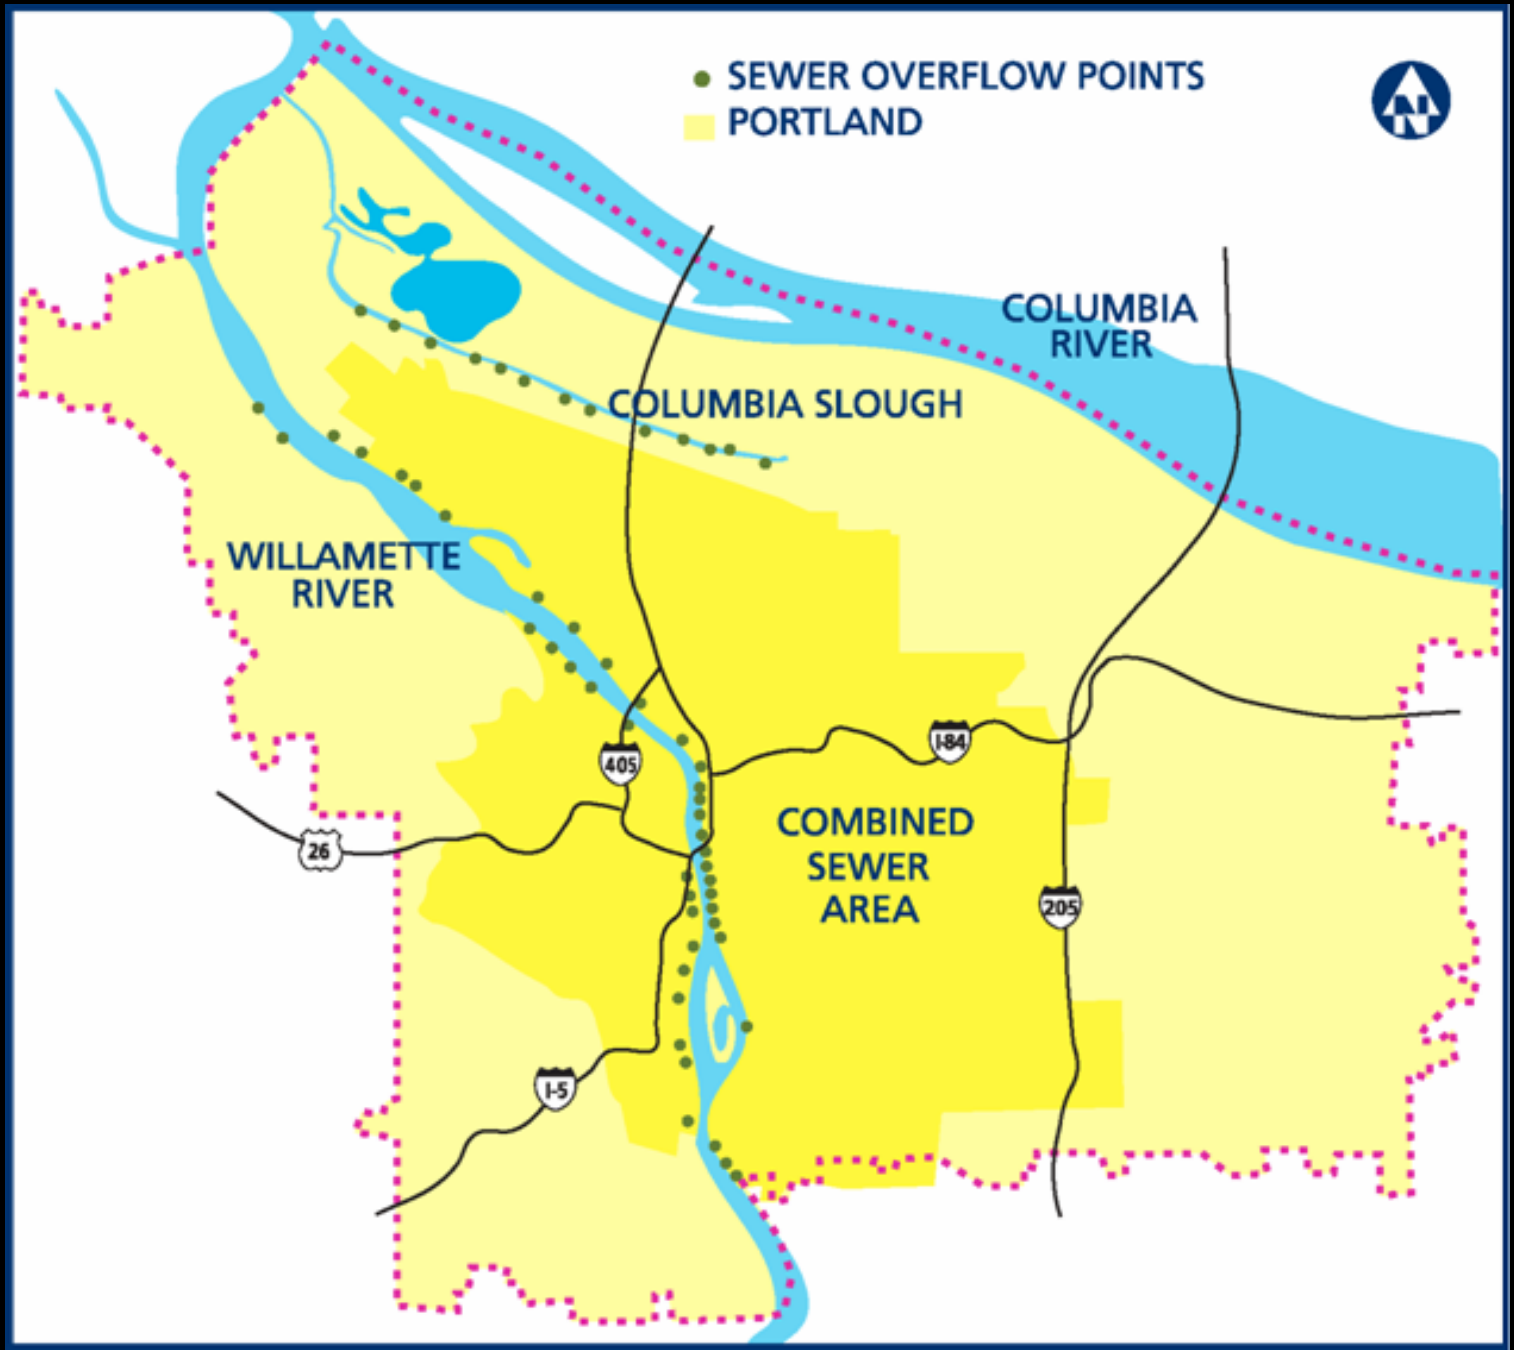 SEWER OVERFLOW POINTS
PORTLAND
N
COLUMBIA
RIVER
COLUMBIA SLOUGH
WILLAMETTE
RIVER
405
I-84
26
COMBINED
SEWER
AREA
205
I-5